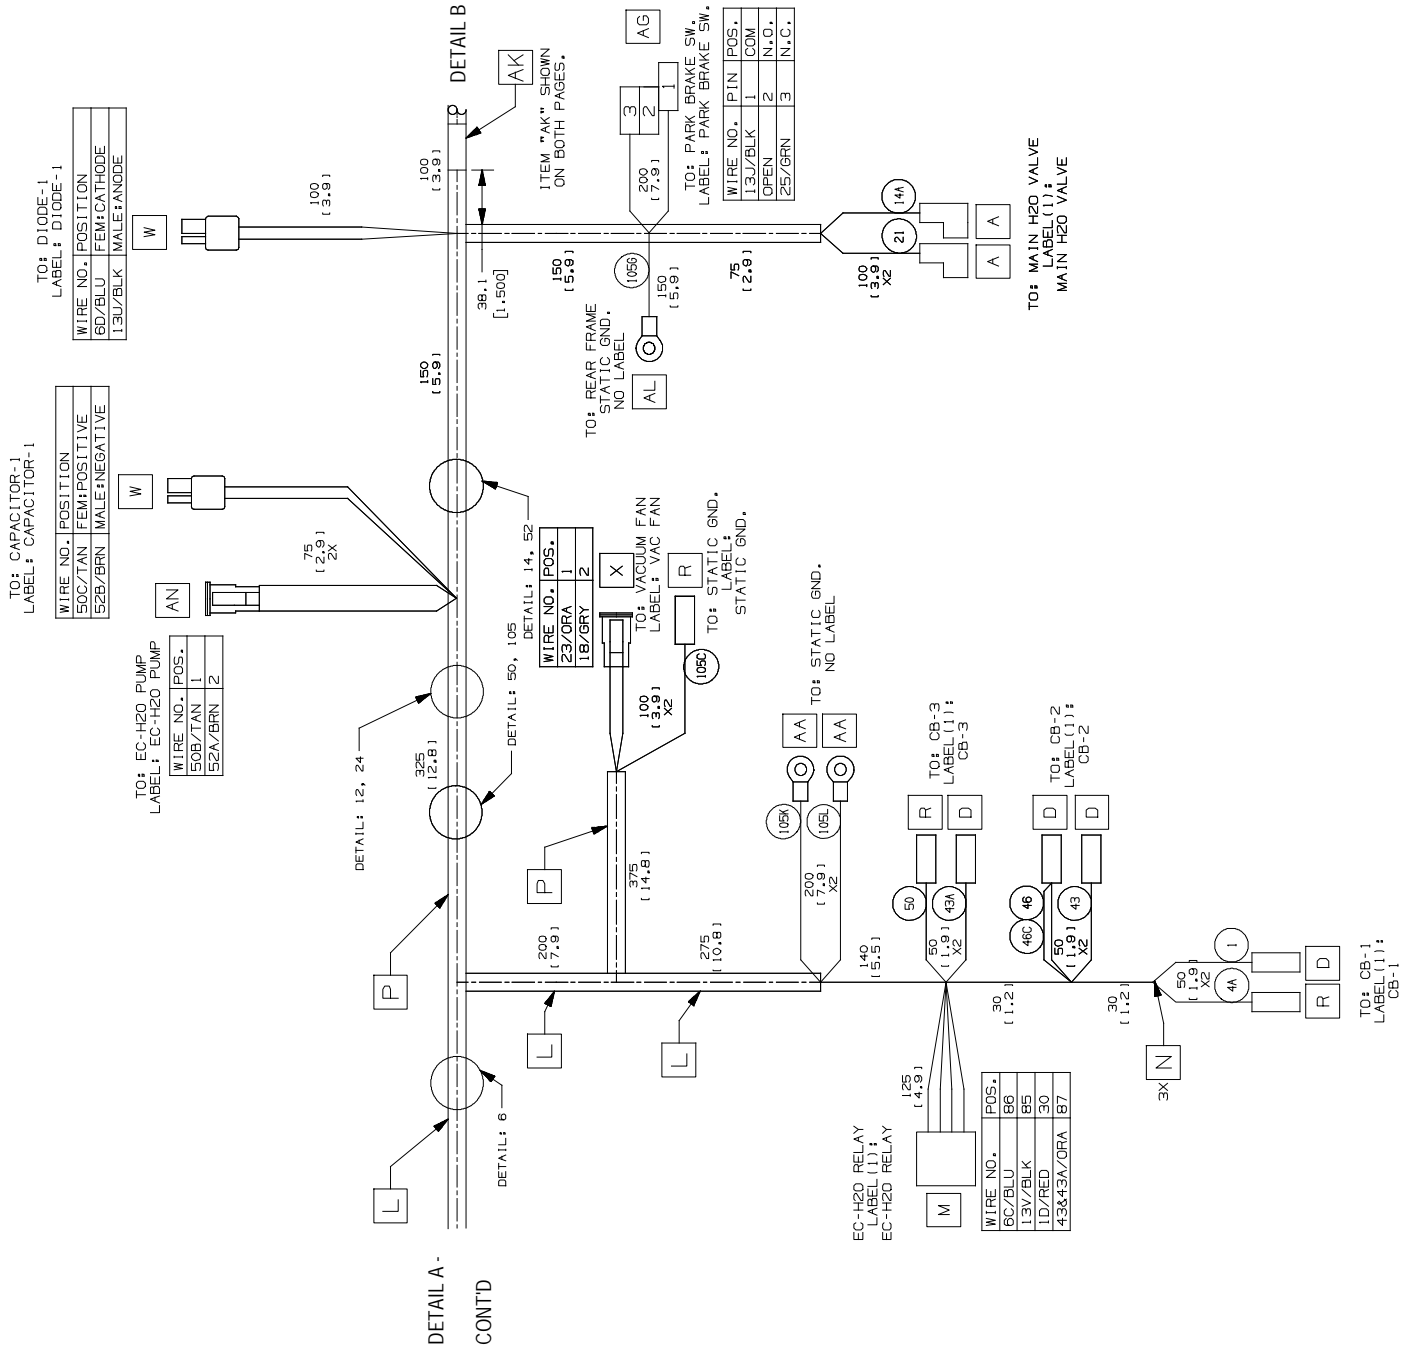 DETAIL A -
CONT'D
DETAIL B
TO: CAPACITOR-1
LABEL: CAPACITOR-1
WIRE NO. POSITION
50C/TAN FEM:POSITIVE
52B/BRN MALE:NEGATIVE
W
TO: DIODE-1
LABEL: DIODE-1
WIRE NO. POSITION
6D/BLU FEM:CATHODE
13U/BLK MALE:ANODE
W
TO: EC-H2O PUMP
LABEL: EC-H2O PUMP
WIRE NO. POS.
50B/TAN 1
52A/BRN 2
AN
75
[2.9]
2X
100
[3.9]
100
[3.9]
AK
ITEM "AK" SHOWN
ON BOTH PAGES.
L
P
DETAIL: 6
DETAIL: 12, 24
325
[12.8]
DETAIL: 50, 105
DETAIL: 14, 52
150
[5.9]
38.1
[1.500]
WIRE NO. POS.
23/ORA 1
18/GRY 2
X
TO: VACUUM FAN
LABEL: VAC FAN
R
TO: STATIC GND.
LABEL:
STATIC GND.
105C
100
[3.9]
X2
P
375
[14.8]
200
[7.9]
L
275
[10.8]
L
150
[5.9]
105G
150
[5.9]
TO: REAR FRAME
STATIC GND.
NO LABEL
AL
200
[7.9]
3
2
1
AG
TO: PARK BRAKE SW.
LABEL: PARK BRAKE SW.
WIRE NO. PIN POS.
13J/BLK 1 COM
OPEN 2 N.O.
25/GRN 3 N.C.
75
[2.9]
100
[3.9]
X2
21
14A
A
A
TO: MAIN H2O VALVE
LABEL(1):
MAIN H2O VALVE
105K
105L
200
[7.9]
X2
AA
AA
TO: STATIC GND.
NO LABEL
140
[5.5]
50
43A
50
[1.9]
X2
R
D
TO: CB-3
LABEL(1):
CB-3
125
[4.9]
EC-H2O RELAY
LABEL(1):
EC-H2O RELAY
M
WIRE NO. POS.
6C/BLU 86
13V/BLK 85
1D/RED 30
43&43A/ORA 87
30
[1.2]
46C
46
43
50
[1.9]
X2
D
D
TO: CB-2
LABEL(1):
CB-2
30
[1.2]
3X
N
50
[1.9]
X2
4A
1
R
D
TO: CB-1
LABEL(1):
CB-1